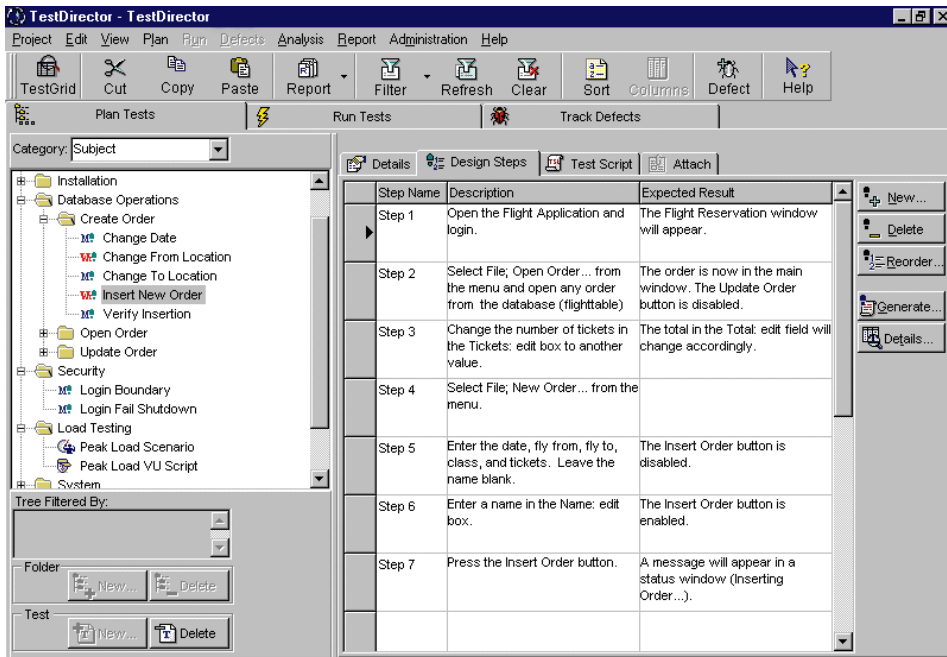 TestDirector - TestDirector
Project Edit View Plan Run Defects Analysis Report Administration Help
TestGrid Cut Copy Paste Report Filter Refresh Clear Sort Columns Defect Help
Plan Tests Run Tests Track Defects
Category: Subject
Details Design Steps Test Script Attach
Installation
Database Operations
Create Order
Change Date
Change From Location
Change To Location
Insert New Order
Verify Insertion
Open Order
Update Order
Security
Login Boundary
Login Fail Shutdown
Load Testing
Peak Load Scenario
Peak Load VU Script
System
Tree Filtered By:
Folder
New... Delete
Test
New... Delete
Step Name Description Expected Result
Step 1 Open the Flight Application and The Flight Reservation window
login. will appear.
Step 2 Select File; Open Order... from The order is now in the main
the menu and open any order window. The Update Order
from the database (flighttable) button is disabled.
Step 3 Change the number of tickets in The total in the Total: edit field will
the Tickets: edit box to another change accordingly.
value.
Step 4 Select File; New Order... from the
menu.
Step 5 Enter the date, fly from, fly to, The Insert Order button is
class, and tickets. Leave the disabled.
name blank.
Step 6 Enter a name in the Name: edit The Insert Order button is
box. enabled.
Step 7 Press the Insert Order button. A message will appear in a
status window (Inserting
Order...).
New...
Delete
Reorder...
Generate...
Details...